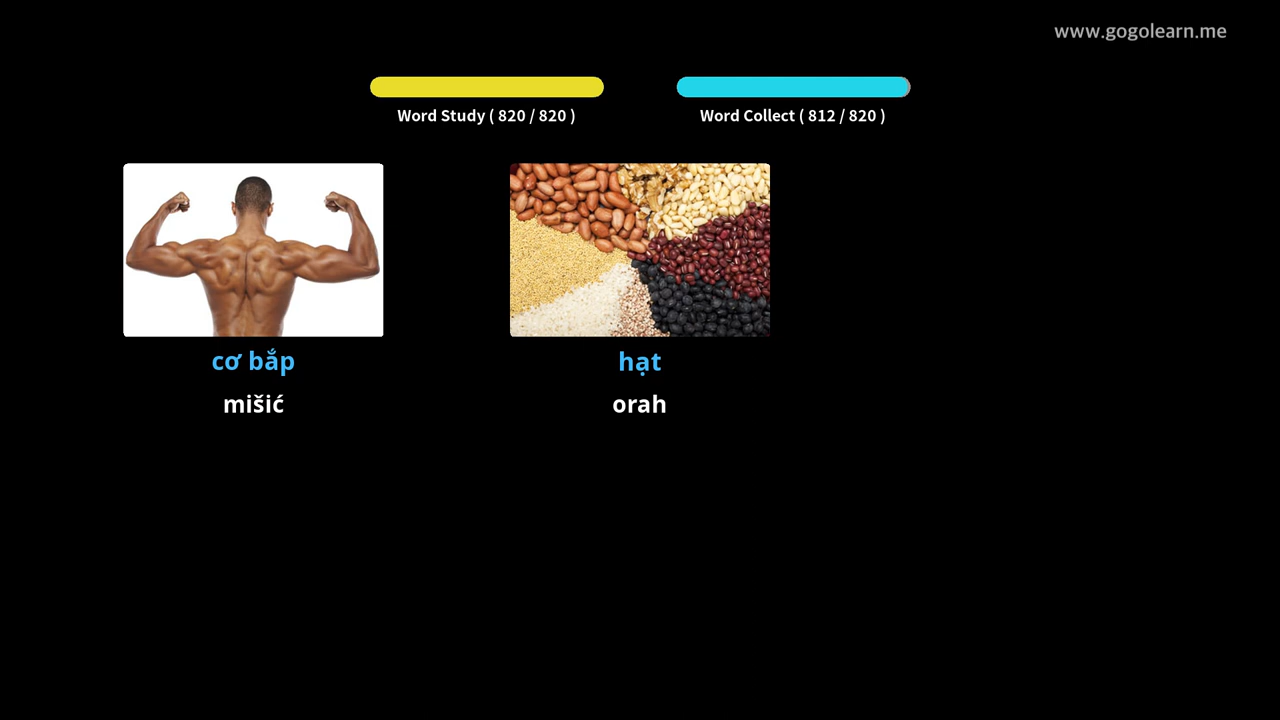 www.gogolearn.me
Word Study ( 820 / 820 )
Word Collect ( 812 / 820 )
cơ bắp
mišić
hạt
orah